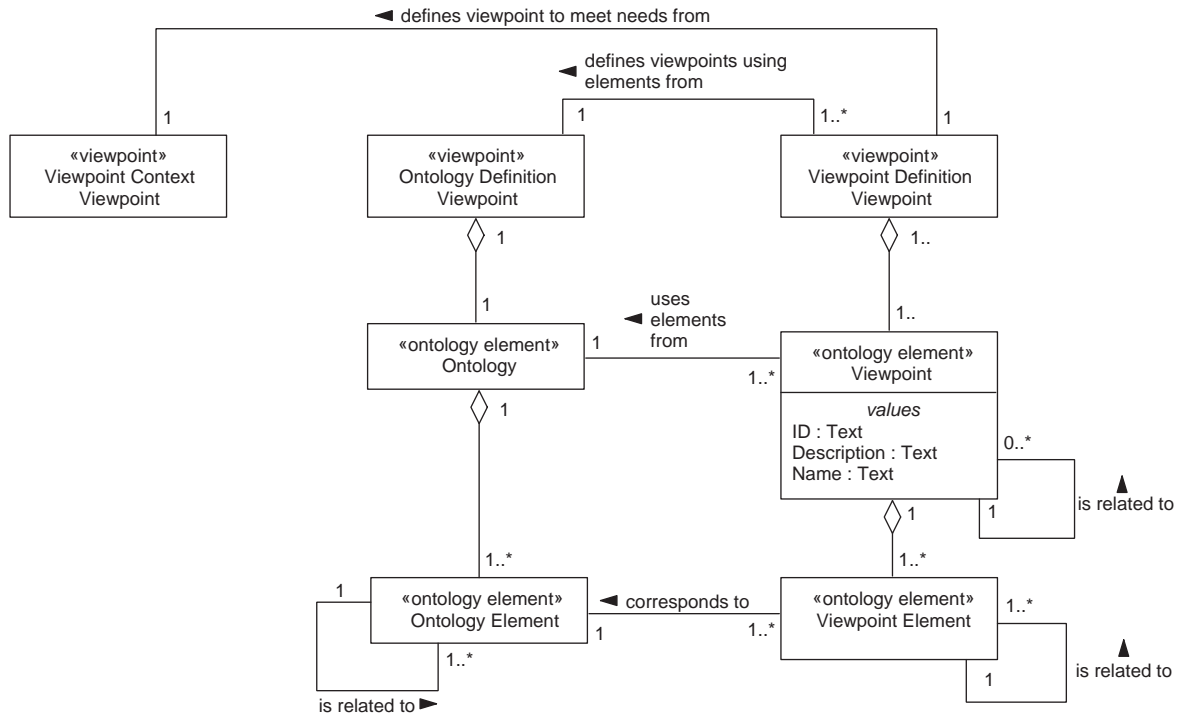 ◄ defines viewpoint to meet needs from
◄ defines viewpoints using
elements from
1
1
1..*
1
«viewpoint»
Viewpoint Context
Viewpoint
«viewpoint»
Ontology Definition
Viewpoint
«viewpoint»
Viewpoint Definition
Viewpoint
1
1..
1
◄ uses
elements
from
1..
«ontology element»
Ontology
1
1..*
«ontology element»
Viewpoint
values
ID : Text
Description : Text
Name : Text
1
0..*
1
is related to
1
1..*
1..*
«ontology element»
Ontology Element
1
1..*
is related to ►
◄ corresponds to
1
1..*
«ontology element»
Viewpoint Element
1..*
1
is related to